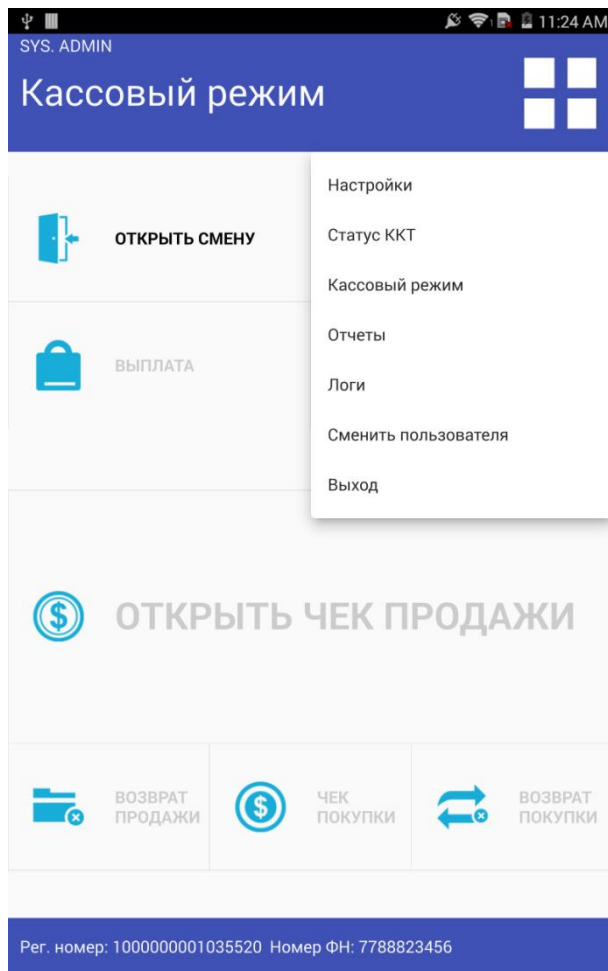 11:24 AM
SYS. ADMIN
Кассовый режим
Настройки
Статус ККТ
Кассовый режим
Отчеты
Логи
Сменить пользователя
Выход
ОТКРЫТЬ СМЕНУ
ВЫПЛАТА
ОТКРЫТЬ ЧЕК ПРОДАЖИ
ВОЗВРАТ
ПРОДАЖИ
ЧЕК
ПОКУПКИ
ВОЗВРАТ
ПОКУПКИ
Рег. номер: 1000000001035520 Номер ФН: 7788823456